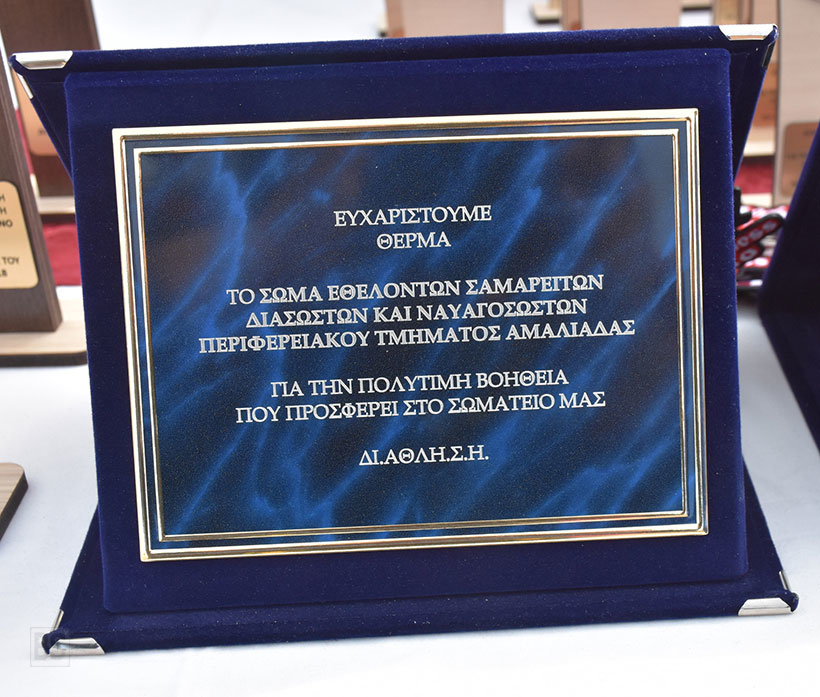 ΕΥΧΑΡΙΣΤΟΥΜΕ
ΘΕΡΜΑ
ΤΟ ΣΩΜΑ ΕΘΕΛΟΝΤΩΝ ΣΑΜΑΡΕΙΤΩΝ
ΔΙΑΣΩΣΤΩΝ ΚΑΙ ΝΑΥΑΓΟΣΩΣΤΩΝ
ΠΕΡΙΦΕΡΕΙΑΚΟΥ ΤΜΗΜΑΤΟΣ ΑΜΑΛΙΑΔΑΣ
ΓΙΑ ΤΗΝ ΠΟΛΥΤΙΜΗ ΒΟΗΘΕΙΑ
ΠΟΥ ΠΡΟΣΦΕΡΕΙ ΣΤΟ ΣΩΜΑΤΕΙΟ ΜΑΣ
ΔΙ.ΑΘΛΗ.Σ.Η.
ΤΟΥ